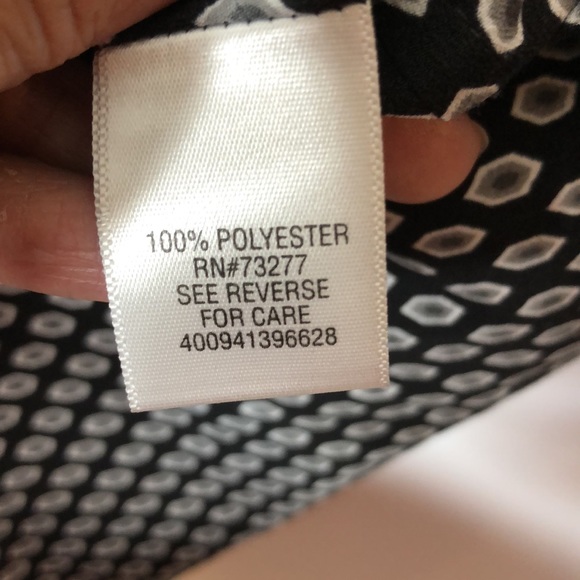 100% POLYESTER
RN#73277
SEE REVERSE
FOR CARE
400941396628